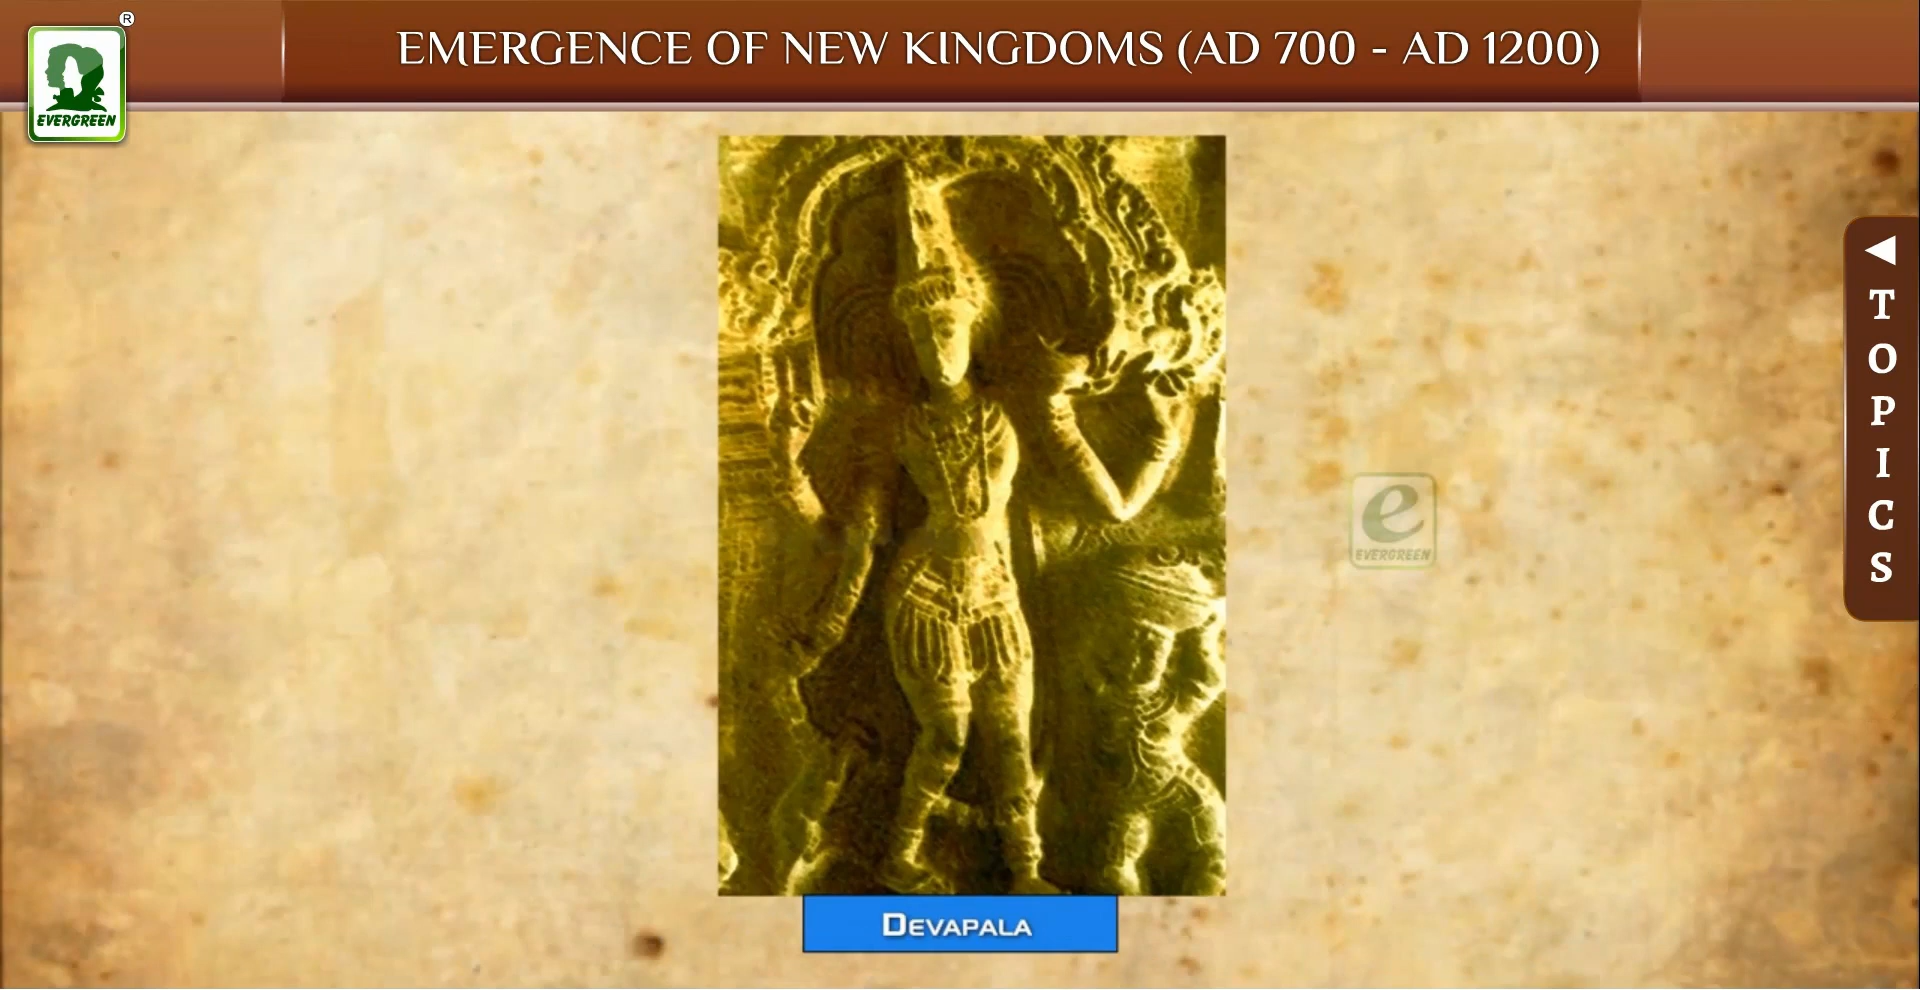 ®
EMERGENCE OF NEW KINGDOMS (AD 700 - AD 1200)
EVERGREEN
TOPICS
e
EVERGREEN
DEVAPALA